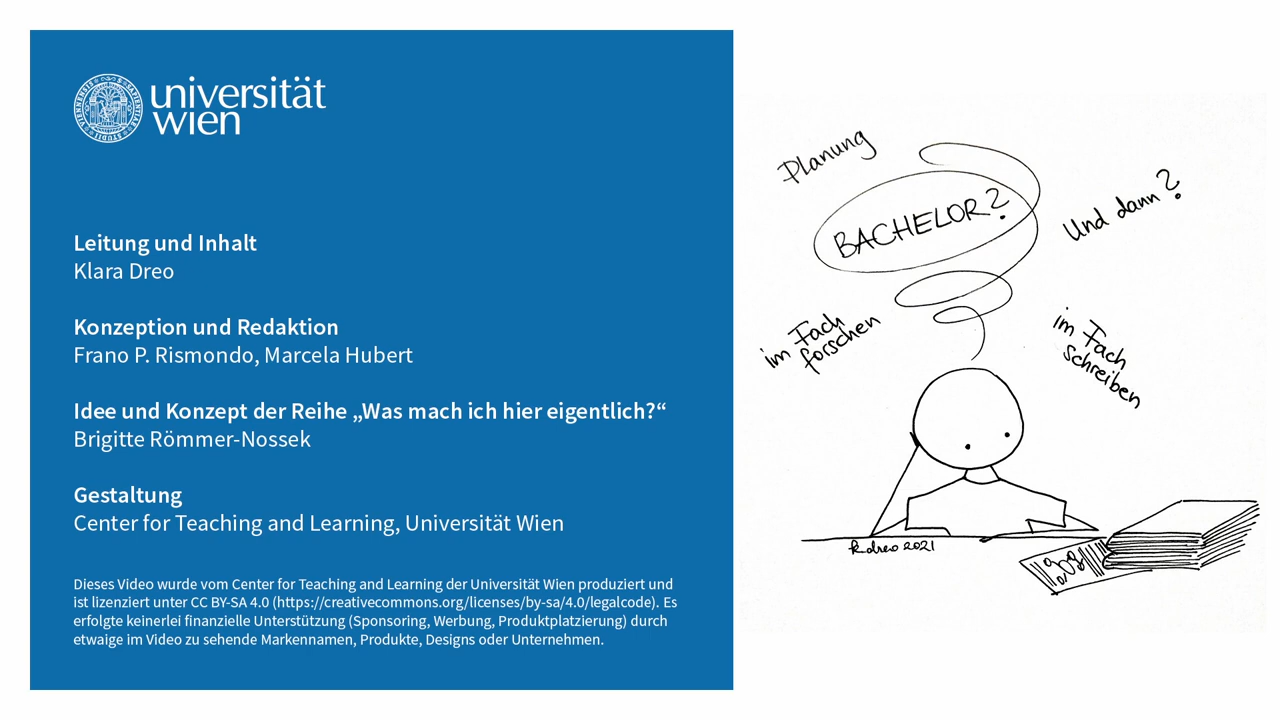 universität
wien
Leitung und Inhalt
Klara Dreo
Konzeption und Redaktion
Frano P. Rismondo, Marcela Hubert
Idee und Konzept der Reihe „Was mach ich hier eigentlich?“
Brigitte Römmer-Nossek
Gestaltung
Center for Teaching and Learning, Universität Wien
Dieses Video wurde vom Center for Teaching and Learning der Universität Wien produziert und
ist lizenziert unter CC BY-SA 4.0 (https://creativecommons.org/licenses/by-sa/4.0/legalcode). Es
erfolgte keinerlei finanzielle Unterstützung (Sponsoring, Werbung, Produktplatzierung) durch
etwaige im Video zu sehende Markennamen, Produkte, Designs oder Unternehmen.
Planung
BACHELOR?
Und dann?
im Fach
forschen
im Fach
schreiben
k.dreo 2021